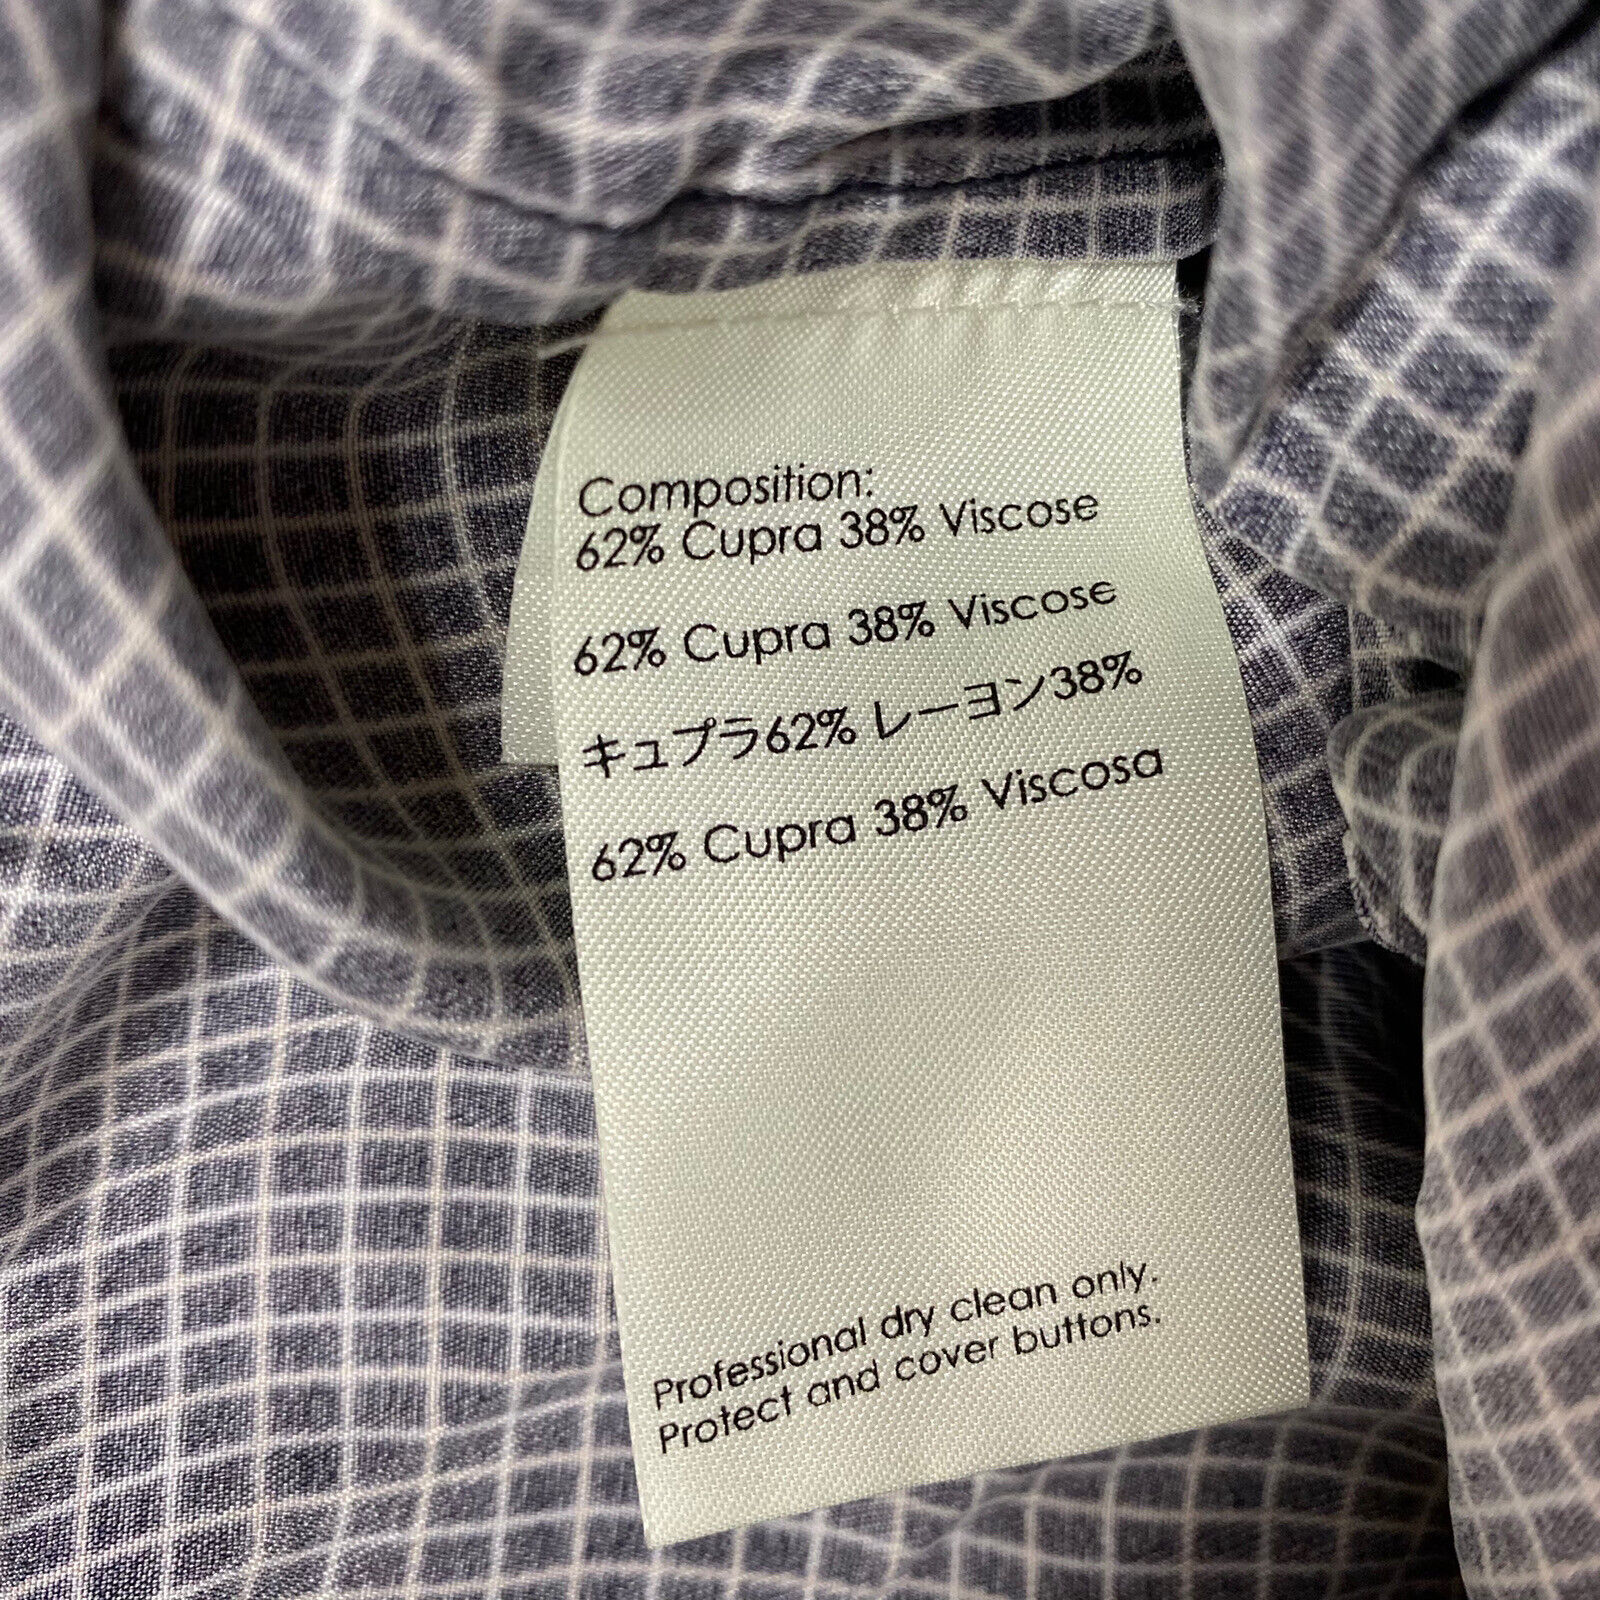 Composition:
62% Cupra 38% Viscose
62% Cupra 38% Viscose
キュプラ62% レーヨン38%
62% Cupra 38% Viscosa
Professional dry clean only.
Protect and cover buttons.